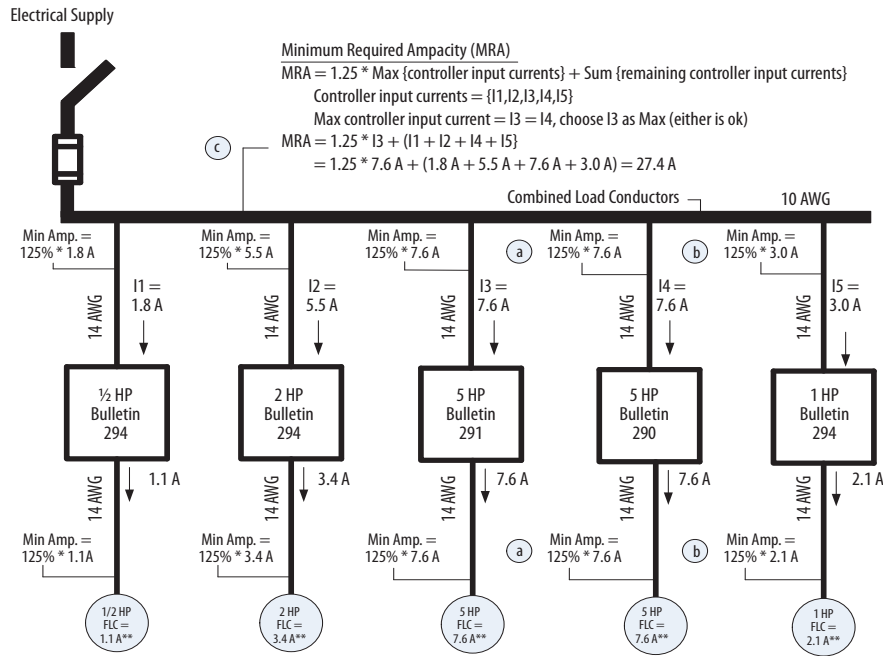 Electrical Supply
Minimum Required Ampacity (MRA)
MRA = 1.25 * Max {controller input currents} + Sum {remaining controller input currents}
Controller input currents = {I1,I2,I3,I4,I5}
Max controller input current = I3 = I4, choose I3 as Max (either is ok)
MRA = 1.25 * I3 + (I1 + I2 + I4 + I5}
= 1.25 * 7.6 A + (1.8 A + 5.5 A + 7.6 A + 3.0 A) = 27.4 A
c
Combined Load Conductors
10 AWG
Min Amp. =
125% * 1.8 A
Min Amp. =
125% * 5.5 A
Min Amp. =
125% * 7.6 A
a
Min Amp. =
125% * 7.6 A
b
Min Amp. =
125% * 3.0 A
14 AWG
I1 =
1.8 A
14 AWG
I2 =
5.5 A
14 AWG
I3 =
7.6 A
14 AWG
I4 =
7.6 A
14 AWG
I5 =
3.0 A
½ HP
Bulletin
294
2 HP
Bulletin
294
5 HP
Bulletin
291
5 HP
Bulletin
290
1 HP
Bulletin
294
14 AWG
1.1 A
14 AWG
3.4 A
14 AWG
7.6 A
14 AWG
7.6 A
14 AWG
2.1 A
Min Amp. =
125% * 1.1A
Min Amp. =
125% * 3.4 A
Min Amp. =
125% * 7.6 A
a
Min Amp. =
125% * 7.6 A
b
Min Amp. =
125% * 2.1 A
1/2 HP
FLC =
1.1 A**
2 HP
FLC =
3.4 A**
5 HP
FLC =
7.6 A**
5 HP
FLC =
7.6 A**
1 HP
FLC =
2.1 A**